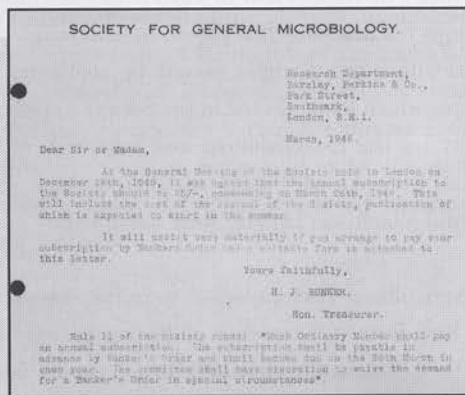 SOCIETY FOR GENERAL MICROBIOLOGY.
Research Department,
Barclay, Perkins & Co.,
Park Street,
Southwark,
London, S.E.1.
March, 1946.
Dear Sir or Madam,
At the General Meeting of the Society held in London on
December 1945, it was agreed that the annual subscription to
the Society should be commencing on March 1946. This
will include the cost of the Journal of the Society, publication of
which is expected to start in the summer.
It will assist very materially if you arrange to pay your
subscription by Bankers Order a suitable form is attached to
this letter.
Yours faithfully,
H. J. BUNKER,
Hon. Treasurer.
Rule 11 of the Society reads: "Each Ordinary Member shall pay
an annual subscription. The subscription shall be payable in
advance by Banker's Order and shall become due on the March in
each year. The Committee shall have discretion to waive the demand
for a Banker's Order in special circumstances".